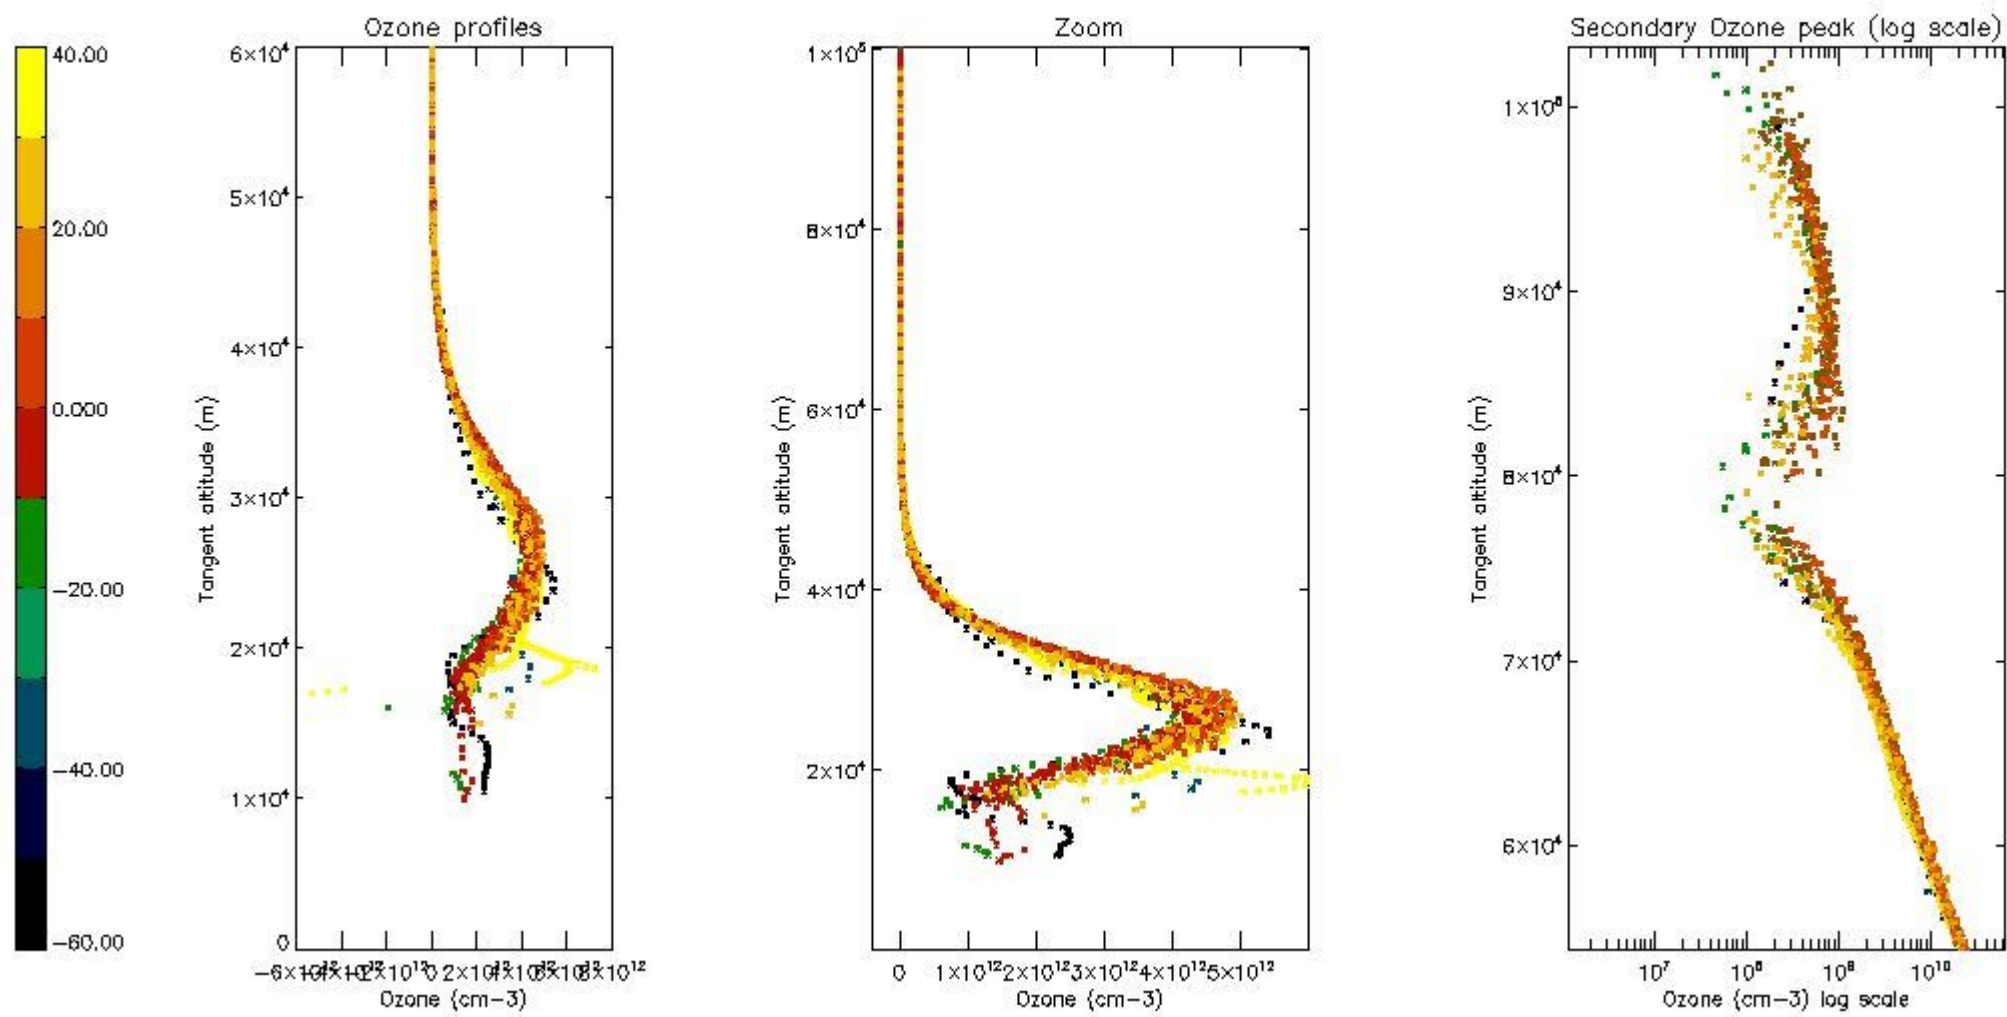 Ozone profiles
Zoom
Secondary Ozone peak (log scale)
40.00
20.00
0.000
−20.00
−40.00
−60.00
Tangent altitude (m)
6×10⁴
5×10⁴
4×10⁴
3×10⁴
2×10⁴
1×10⁴
0
8×10¹²
Ozone (cm−3)
Tangent altitude (m)
1×10⁵
8×10⁴
6×10⁴
4×10⁴
2×10⁴
0 1×10¹² 2×10¹² 3×10¹² 4×10¹² 5×10¹²
Ozone (cm−3)
Tangent altitude (m)
9×10⁴
8×10⁴
7×10⁴
6×10⁴
10⁷ 10⁸ 10⁹ 10¹⁰
Ozone (cm−3) log scale